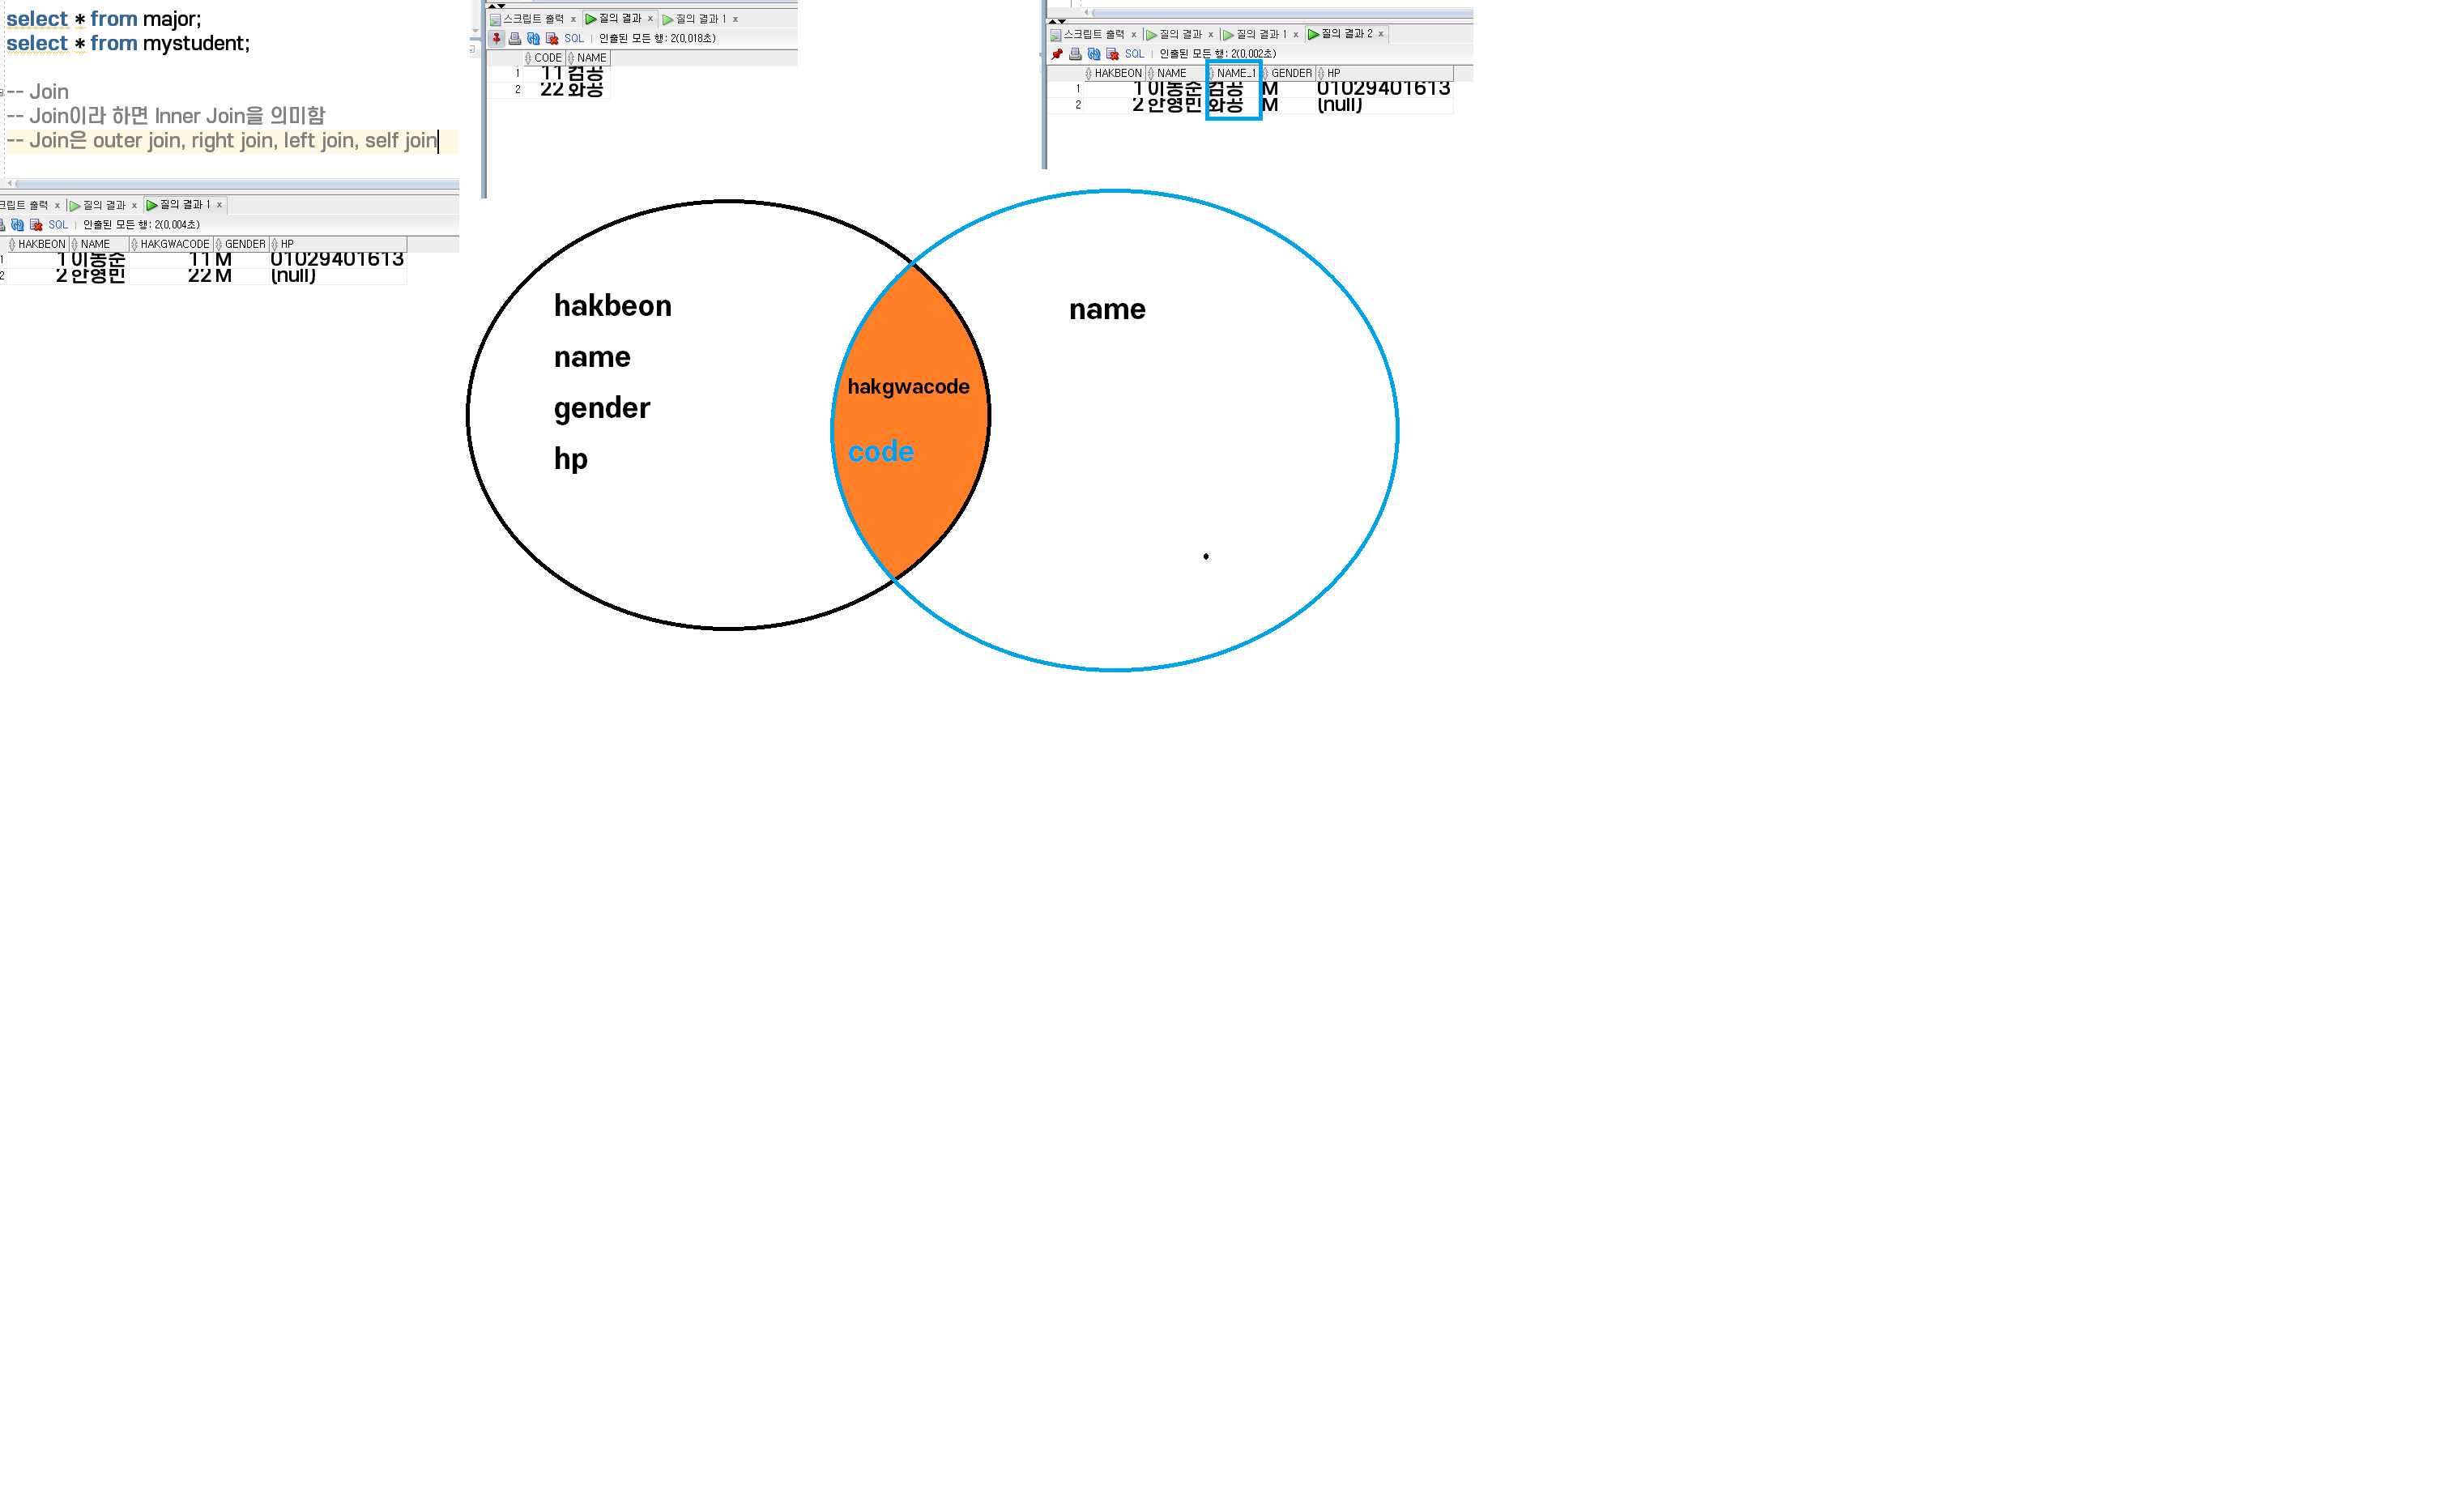 select * from major;
select * from mystudent;
-- Join
-- Join이라 하면 Inner Join을 의미함
-- Join은 outer join, right join, left join, self join
크립트 출력 x 질의 결과 x 질의 결과 1 x
SQL 인출된 모든 행: 2(0,004초)
HAKBEON NAME HAKGWACODE GENDER HP
1 1 이동준 11 M 01029401613
2 2 안영민 22 M (null)
스크립트 출력 x 질의 결과 x 질의 결과 1 x
SQL 인출된 모든 행: 2(0,018초)
CODE NAME
1 11 컴공
2 22 화공
스크립트 출력 x 질의 결과 x 질의 결과 1 x 질의 결과 2 x
SQL 인출된 모든 행: 2(0,002초)
HAKBEON NAME NAME_1 GENDER HP
1 1 이동준 컴공 M 01029401613
2 2 안영민 화공 M (null)
hakbeon
name
gender
hp
hakgwacode
code
name